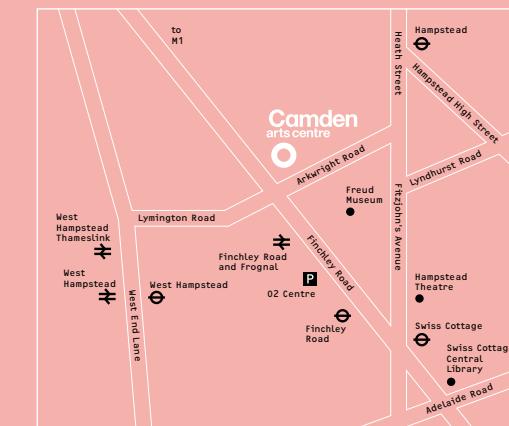 to
M1
Hampstead
Heath Street
Hampstead High Street
Camden
arts centre
Arkwright Road
Lyndhurst Road
Freud
Museum
Fitzjohn's Avenue
West
Hampstead
Thameslink
Lymington Road
Finchley Road
and Frognal
Finchley Road
West
Hampstead
West Hampstead
P
O2 Centre
Hampstead
Theatre
West End Lane
Finchley
Road
Swiss Cottage
Swiss Cottag
Central
Library
Adelaide Road